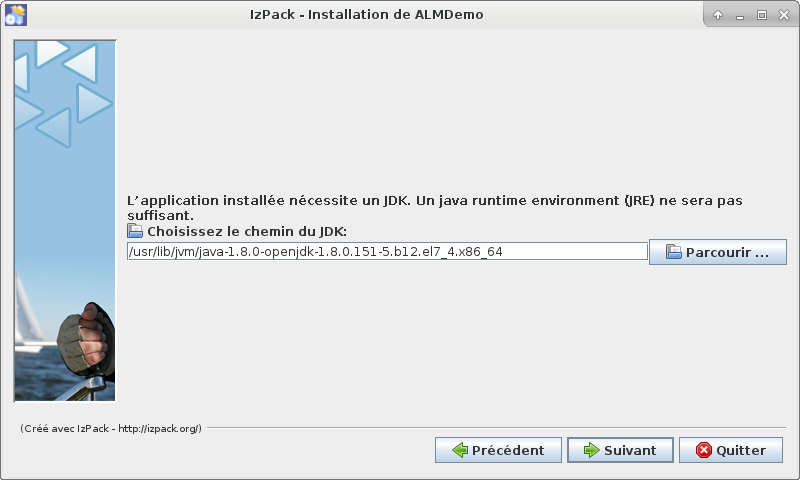 IzPack - Installation de ALMDemo
L'application installée nécessite un JDK. Un java runtime environment (JRE) ne sera pas
suffisant.
Choisissez le chemin du JDK:
/usr/lib/jvm/java-1.8.0-openjdk-1.8.0.151-5.b12.el7_4.x86_64
Parcourir ...
(Créé avec IzPack - http://izpack.org/)
Précédent
Suivant
Quitter